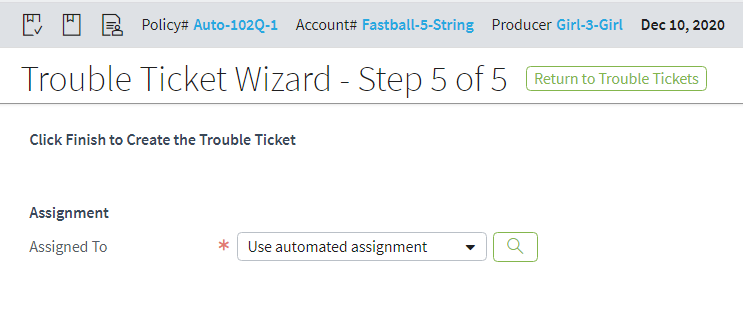 Policy# Auto-102Q-1 Account# Fastball-5-String Producer Girl-3-Girl Dec 10, 2020
Trouble Ticket Wizard - Step 5 of 5 Return to Trouble Tickets
Click Finish to Create the Trouble Ticket
Assignment
Assigned To * Use automated assignment